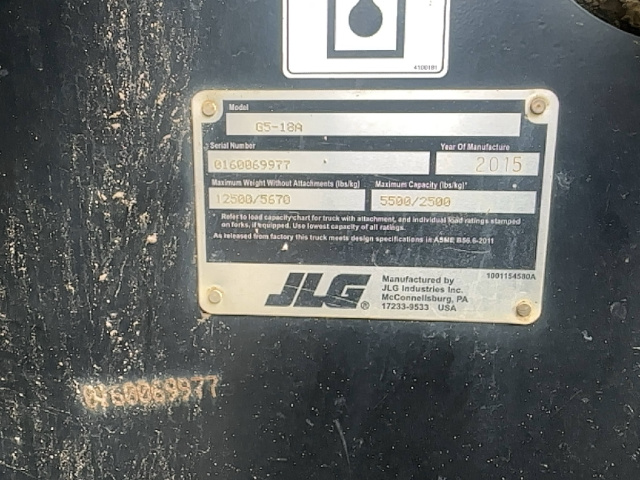 4100181
Model
G5-18A
Serial Number
Year Of Manufacture
0160069977
2015
Maximum Weight Without Attachments (lbs/kg)
Maximum Capacity (lbs/kg)*
12500/5670
5500/2500
Refer to load capacity chart for truck with attachment, and individual load ratings stamped
on forks, if equipped. Use lowest capacity of all ratings.
As released from factory this truck meets design specifications in ASME B56.6-2011
JLG®
Manufactured by
JLG Industries Inc.
McConnellsburg, PA
17233-9533 USA
1001154580A
0160069977